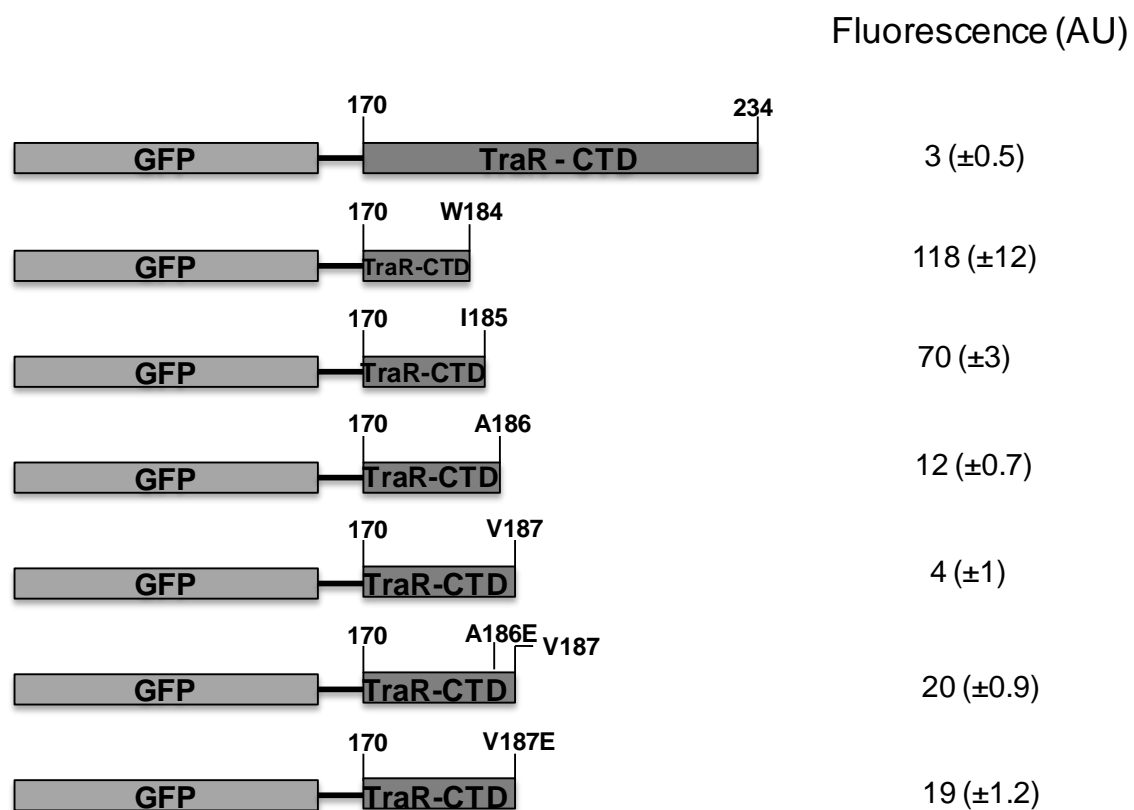 Fluorescence (AU)
170 234
GFP TraR - CTD 3 (±0.5)
170 W184
GFP TraR-CTD 118 (±12)
170 I185
GFP TraR-CTD 70 (±3)
170 A186
GFP TraR-CTD 12 (±0.7)
170 V187
GFP TraR-CTD 4 (±1)
170 A186E V187
GFP TraR-CTD 20 (±0.9)
170 V187E
GFP TraR-CTD 19 (±1.2)